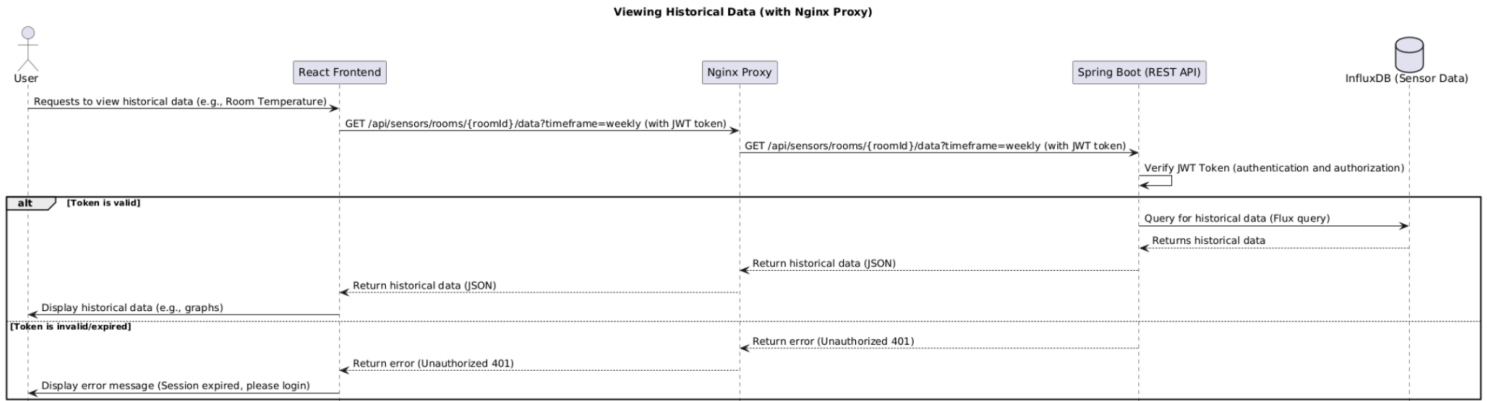 Viewing Historical Data (with Nginx Proxy)
User
React Frontend
Nginx Proxy
Spring Boot (REST API)
InfluxDB (Sensor Data)
Requests to view historical data (e.g., Room Temperature)
GET /api/sensors/rooms/{roomId}/data?timeframe=weekly (with JWT token)
GET /api/sensors/rooms/{roomId}/data?timeframe=weekly (with JWT token)
Verify JWT Token (authentication and authorization)
alt [Token is valid]
Query for historical data (Flux query)
Returns historical data
Return historical data (JSON)
Return historical data (JSON)
Display historical data (e.g., graphs)
[Token is invalid/expired]
Return error (Unauthorized 401)
Return error (Unauthorized 401)
Display error message (Session expired, please login)